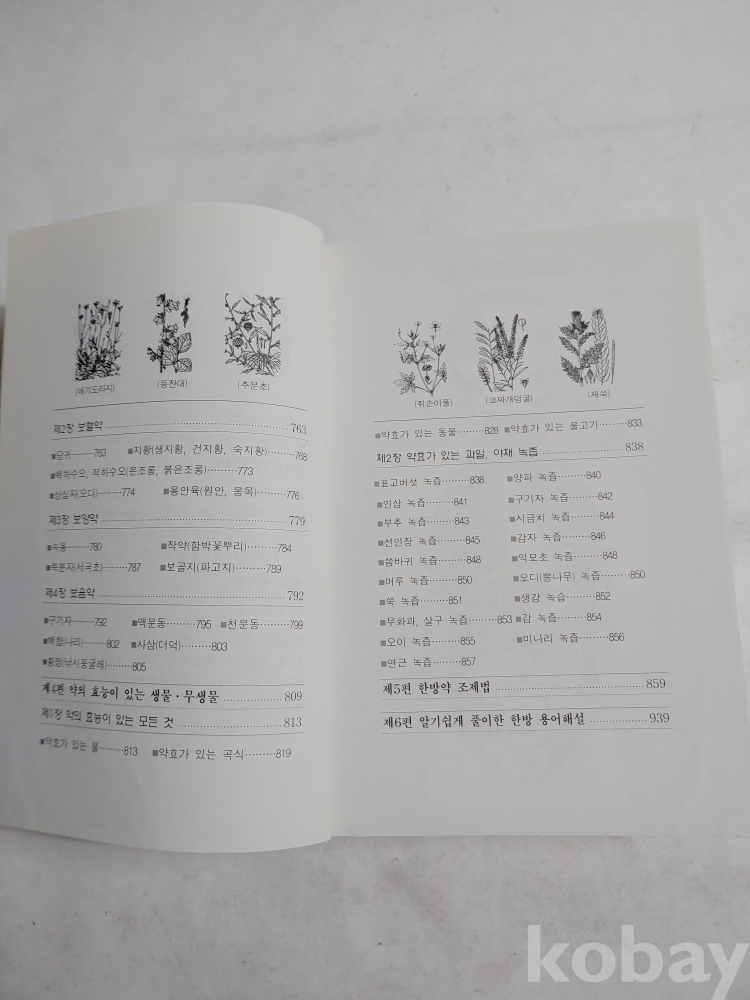 (애기도라지) (등잔대) (추문초)
제2장 보혈약 763
■당귀 763 ■지황(생지황, 건지황, 숙지황) 768
■백하수오, 적하수오(은조롱, 붉은조롱) 773
■상심자(오디) 774 ■용안육(원안, 용목) 776
제3장 보양약 779
■녹용 780 ■작약(함박꽃뿌리) 784
■복분자(서국초) 787 ■보골지(파고지) 789
제4장 보음약 792
■구기자 792 ■맥문동 795 ■천문동 799
■백합(나리) 802 ■사삼(더덕) 803
■황정(낚시둥굴레) 805
제4편 약의 효능이 있는 생물·무생물 809
제1장 약의 효능이 있는 모든 것 813
■약효가 있는 물 813 ■약효가 있는 곡식 819
(쥐손이풀) (코짜개덩굴) (재쑥)
■약효가 있는 동물 828 ■약효가 있는 물고기 833
제2장 약효가 있는 과일, 야채 녹즙 838
■표고버섯 녹즙 838 ■양파 녹즙 840
■인삼 녹즙 841 ■구기자 녹즙 842
■부추 녹즙 843 ■시금치 녹즙 844
■선인장 녹즙 845 ■감자 녹즙 846
■씀바귀 녹즙 848 ■익모초 녹즙 848
■머루 녹즙 850 ■오디(뽕나무) 녹즙 850
■쑥 녹즙 851 ■생강 녹습 852
■무화과, 살구 녹즙 853 ■감 녹즙 854
■오이 녹즙 855 ■미나리 녹즙 856
■연근 녹즙 857
제5편 한방약 조제법 859
제6편 알기쉽게 풀이한 한방 용어해설 939
kobay